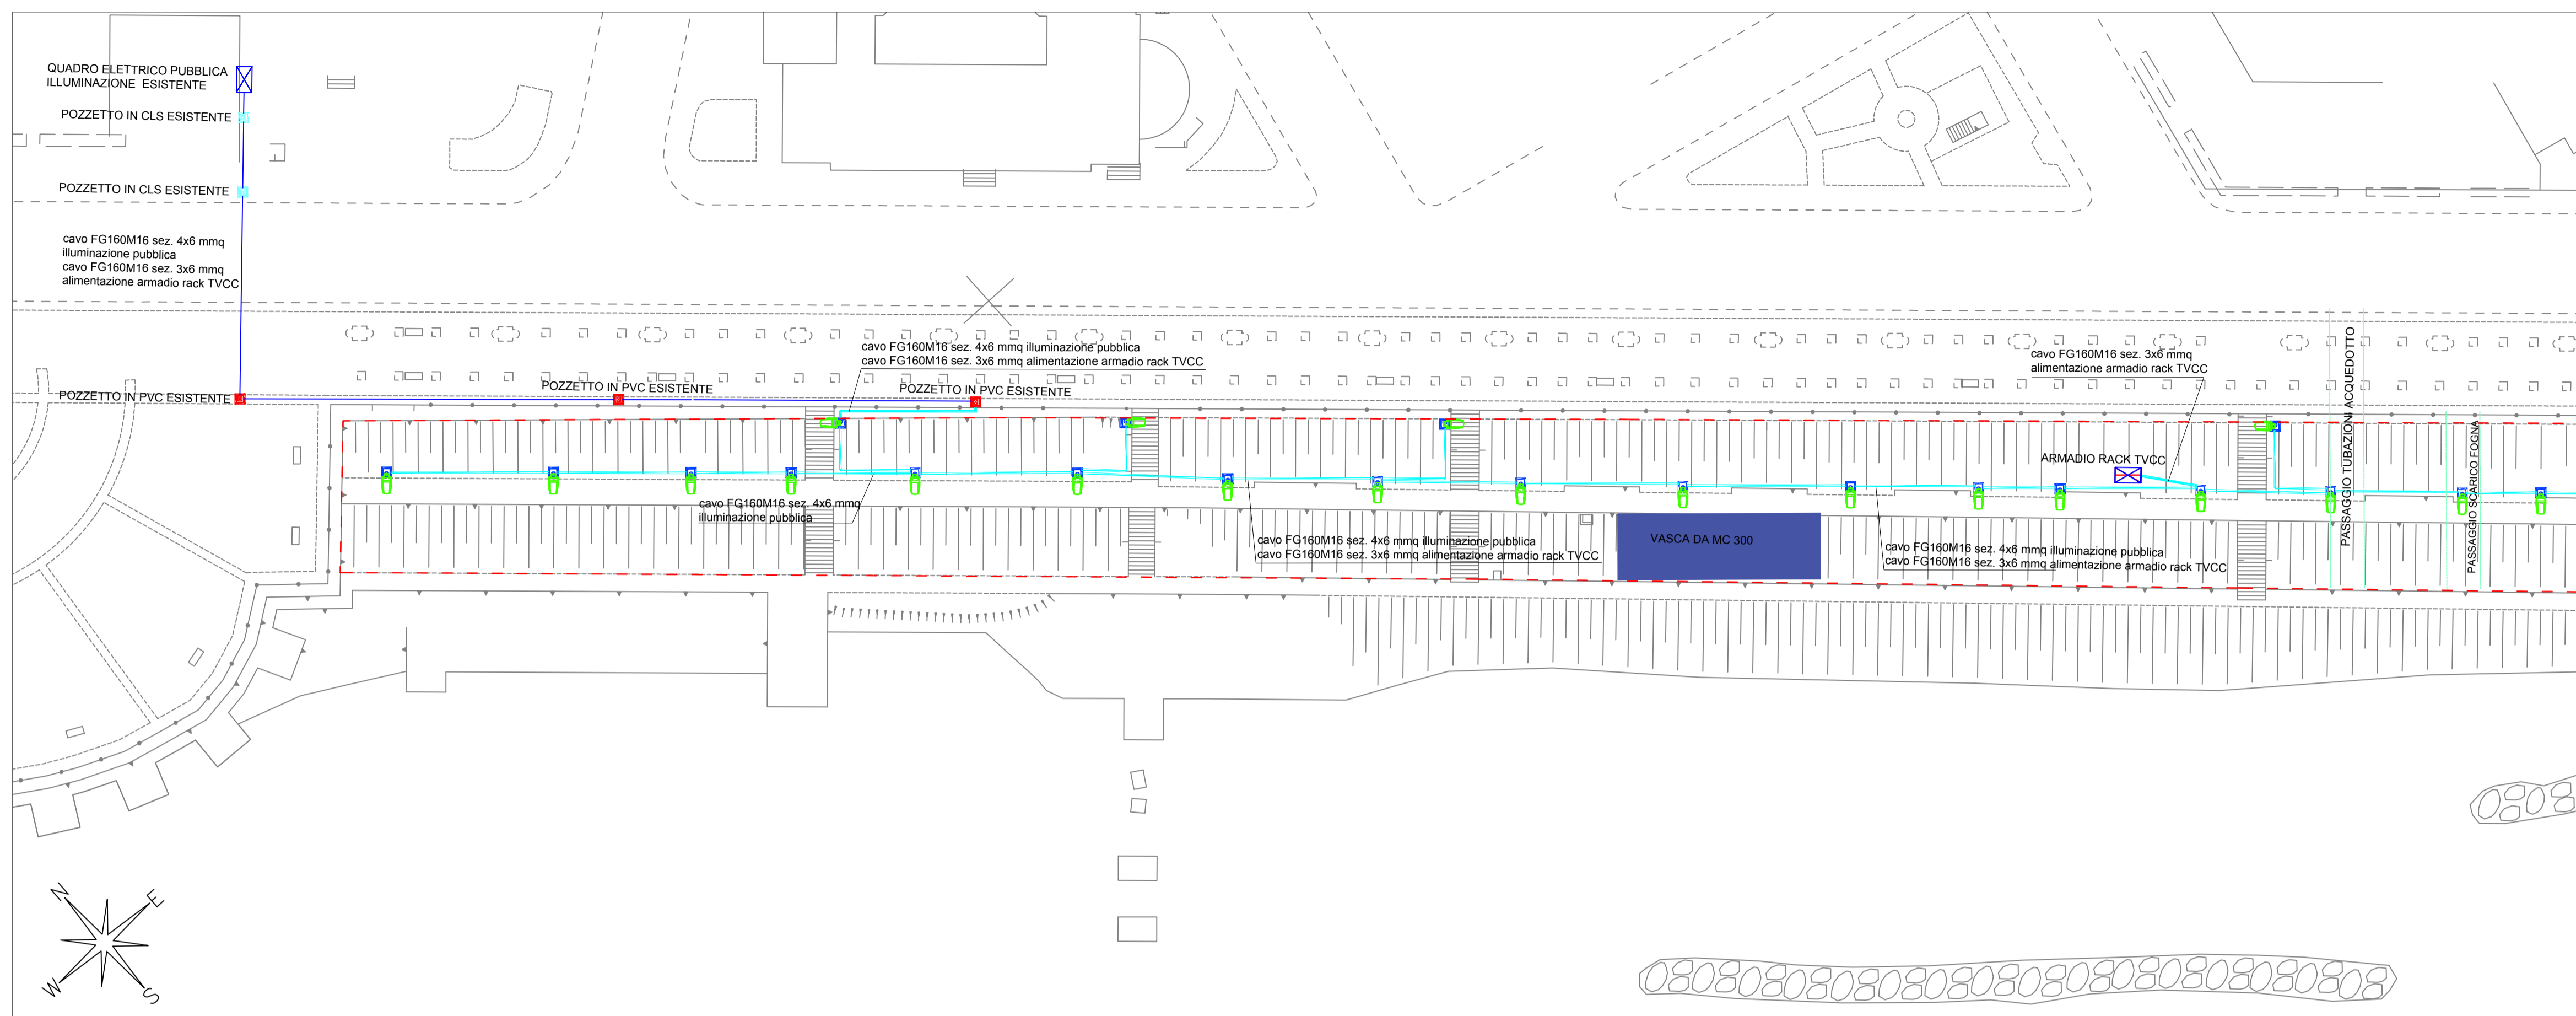 QUADRO ELETTRICO PUBBLICA
ILLUMINAZIONE ESISTENTE
POZZETTO IN CLS ESISTENTE
POZZETTO IN CLS ESISTENTE
cavo FG160M16 sez. 4x6 mmq
illuminazione pubblica
cavo FG160M16 sez. 3x6 mmq
alimentazione armadio rack TVCC
POZZETTO IN PVC ESISTENTE
POZZETTO IN PVC ESISTENTE
cavo FG160M16 sez. 4x6 mmq illuminazione pubblica
cavo FG160M16 sez. 3x6 mmq alimentazione armadio rack TVCC
POZZETTO IN PVC ESISTENTE
cavo FG160M16 sez. 3x6 mmq
alimentazione armadio rack TVCC
ARMADIO RACK TVCC
PASSAGGIO TUBAZIONI ACQUEDOTTO
PASSAGGIO SCARICO FOGNA
cavo FG160M16 sez. 4x6 mmq
illuminazione pubblica
cavo FG160M16 sez. 4x6 mmq illuminazione pubblica
cavo FG160M16 sez. 3x6 mmq alimentazione armadio rack TVCC
VASCA DA MC 300
cavo FG160M16 sez. 4x6 mmq illuminazione pubblica
cavo FG160M16 sez. 3x6 mmq alimentazione armadio rack TVCC
N
E
W
S